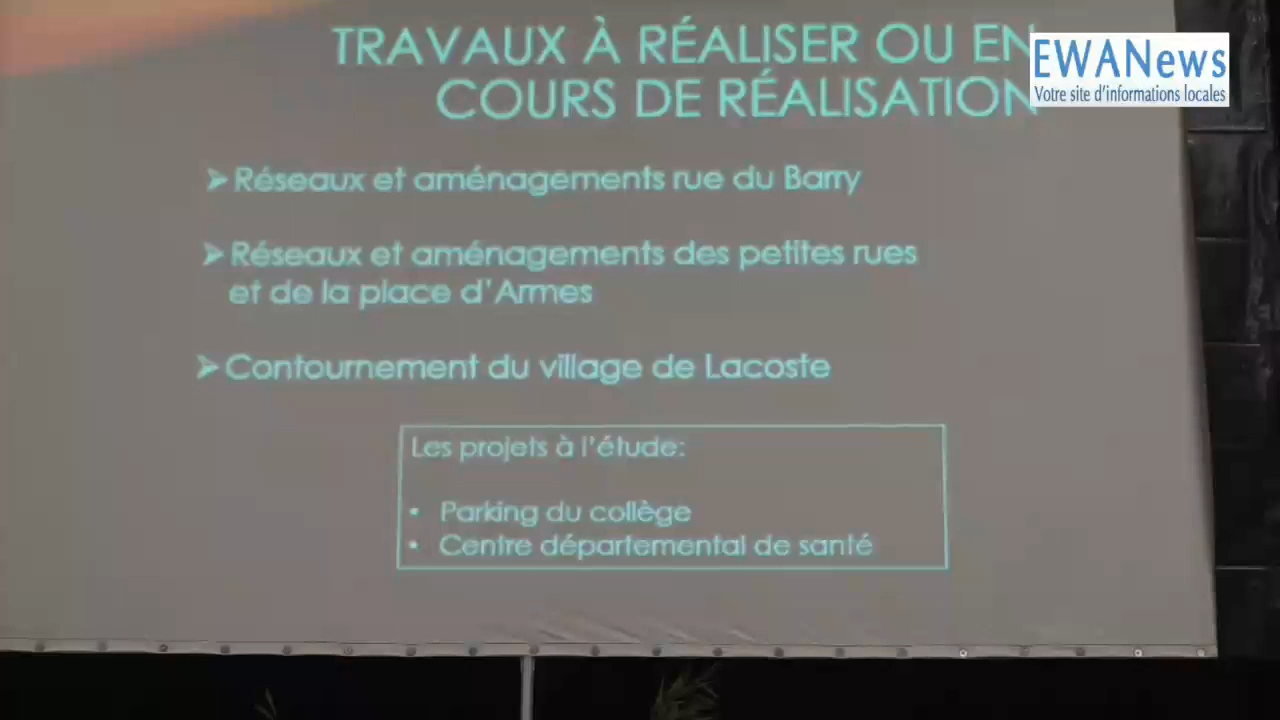 TRAVAUX À RÉALISER OU EN
COURS DE RÉALISATION
EWANews
Votre site d'informations locales
➢Réseaux et aménagements rue du Barry
➢Réseaux et aménagements des petites rues
et de la place d'Armes
➢Contournement du village de Lacoste
Les projets à l'étude:
• Parking du collège
• Centre départemental de santé